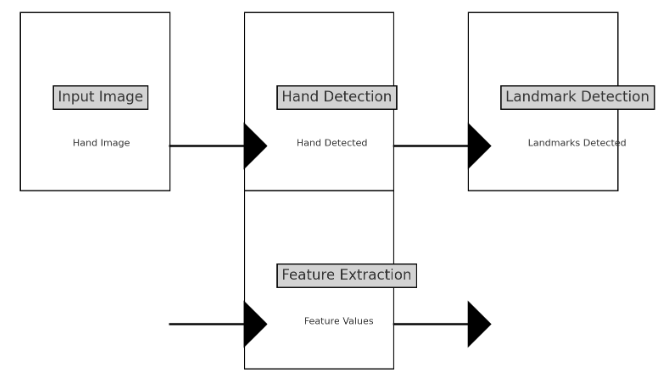 Input Image
Hand Image
Hand Detection
Hand Detected
Landmark Detection
Landmarks Detected
Feature Extraction
Feature Values